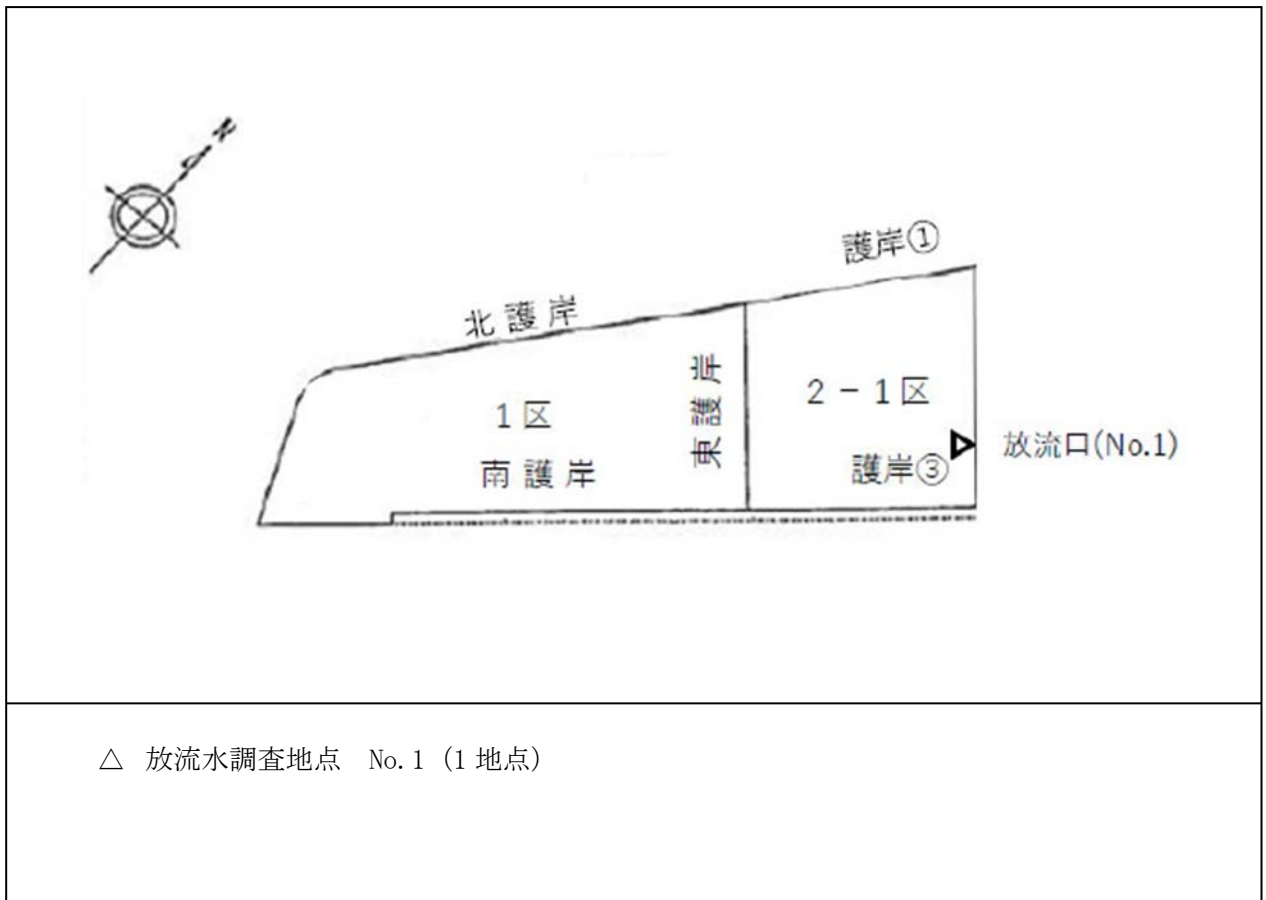 N
護岸①
北護岸
東護岸
2－1区
1区
南護岸
護岸③
放流口(No.1)
△ 放流水調査地点 No.1 (1地点)